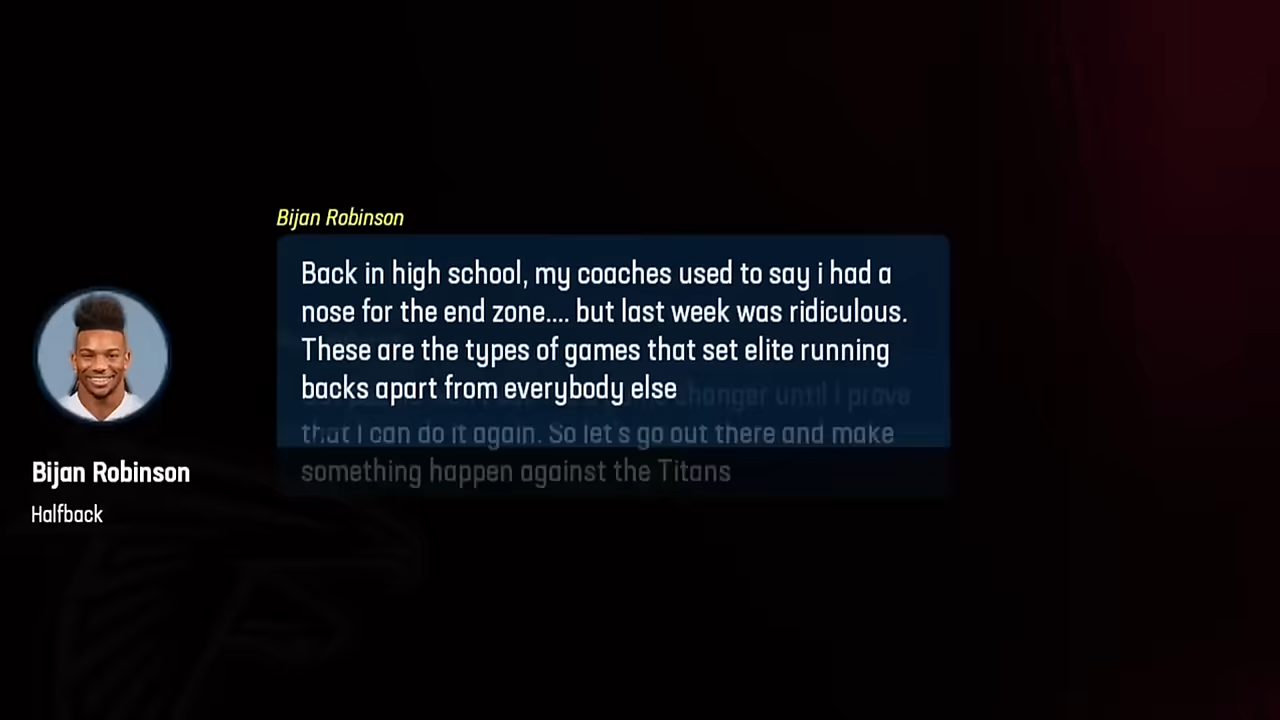 Bijan Robinson
Back in high school, my coaches used to say i had a
nose for the end zone.... but last week was ridiculous.
These are the types of games that set elite running
backs apart from everybody else
changer until I prove
that I can do it again. So let's go out there and make
something happen against the Titans
Bijan Robinson
Halfback